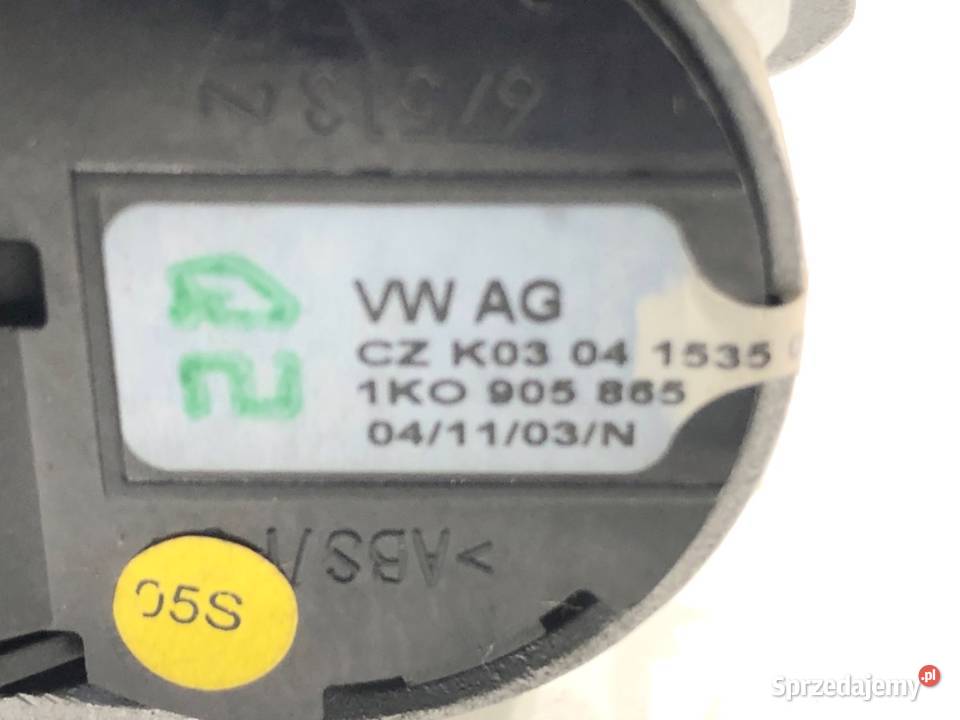 VW AG
CZ K03 04 1535
1K0 905 865
04/11/03/N
>ABS/
05S
Sprzedajemy.pl